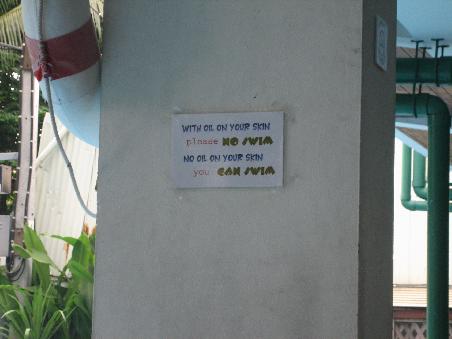 WITH OIL ON YOUR SKIN
please NO SWIM
NO OIL ON YOUR SKIN
you CAN SWIM